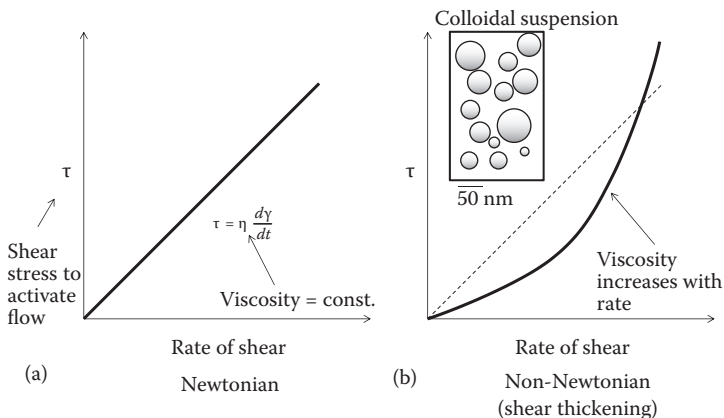 τ
Shear
stress to
activate
flow
τ = η dγ/dt
Viscosity = const.
Rate of shear
(a)
Newtonian
Colloidal suspension
τ
50 nm
Viscosity
increases with
rate
Rate of shear
(b)
Non-Newtonian
(shear thickening)